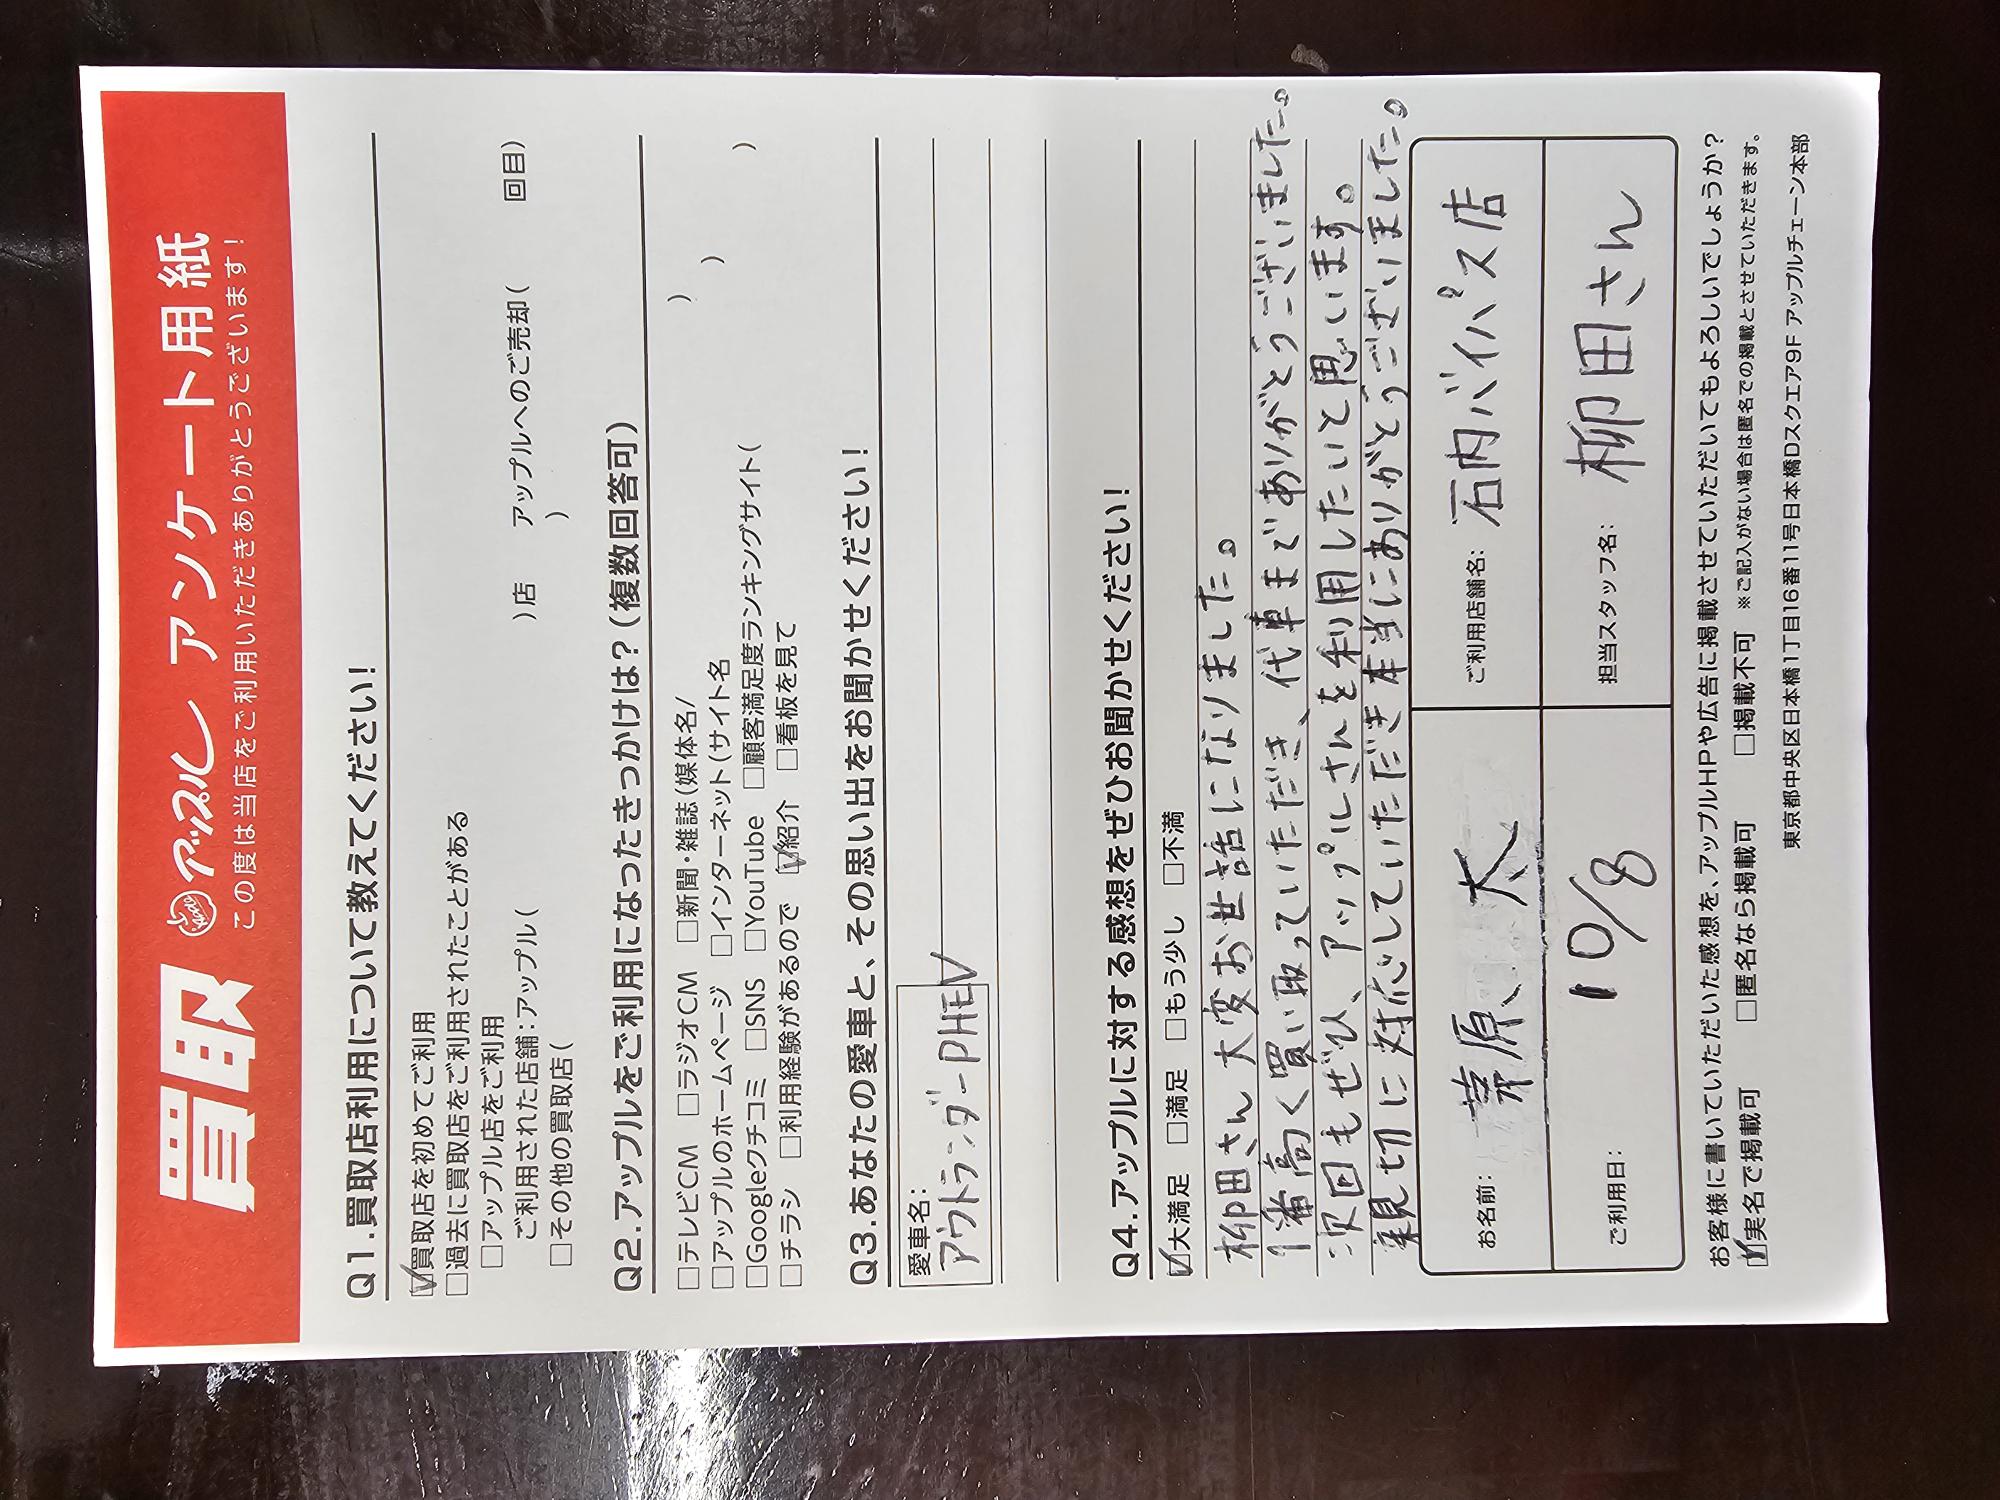 買取 アップル アンケート用紙
この度は当店をご利用いただきありがとうございます！
Q1.買取店利用について教えてください！
☑買取店を初めてご利用
□過去に買取店をご利用されたことがある
□アップル店をご利用
ご利用された店舗：アップル（　　）店　アップルへのご売却（　　回目）
□その他の買取店（　　）
Q2.アップルをご利用になったきっかけは？（複数回答可）
□テレビCM □ラジオCM □新聞・雑誌（媒体名/　　）
□アップルのホームページ □インターネット（サイト名　　）
□Googleクチコミ □SNS □YouTube □顧客満足度ランキングサイト（　　）
□チラシ □利用経験があるので ☑紹介 □看板を見て
Q3.あなたの愛車と、その思い出をお聞かせください！
愛車名：
アウトランダーPHEV
Q4.アップルに対する感想をぜひお聞かせください！
☑大満足 □満足 □もう少し □不満
柳田さん大変お世話になりました。
1番高く買い取っていただき、代車までありがとうございました。
次回もぜひ、アップルさんを利用したいと思います。
親切に対応していただき本当にありがとうございました。
お名前： 原 大
ご利用店舗名： 石内バイパス店
ご利用日： 10/8
担当スタッフ名： 柳田さん
お客様に書いていただいた感想を、アップルHPや広告に掲載させていただいてもよろしいでしょうか？
☑実名で掲載可 □匿名なら掲載可 □掲載不可 ※ご記入がない場合は匿名での掲載とさせていただきます。
東京都中央区日本橋1丁目16番11号日本橋Dスクエア9F アップルチェーン本部